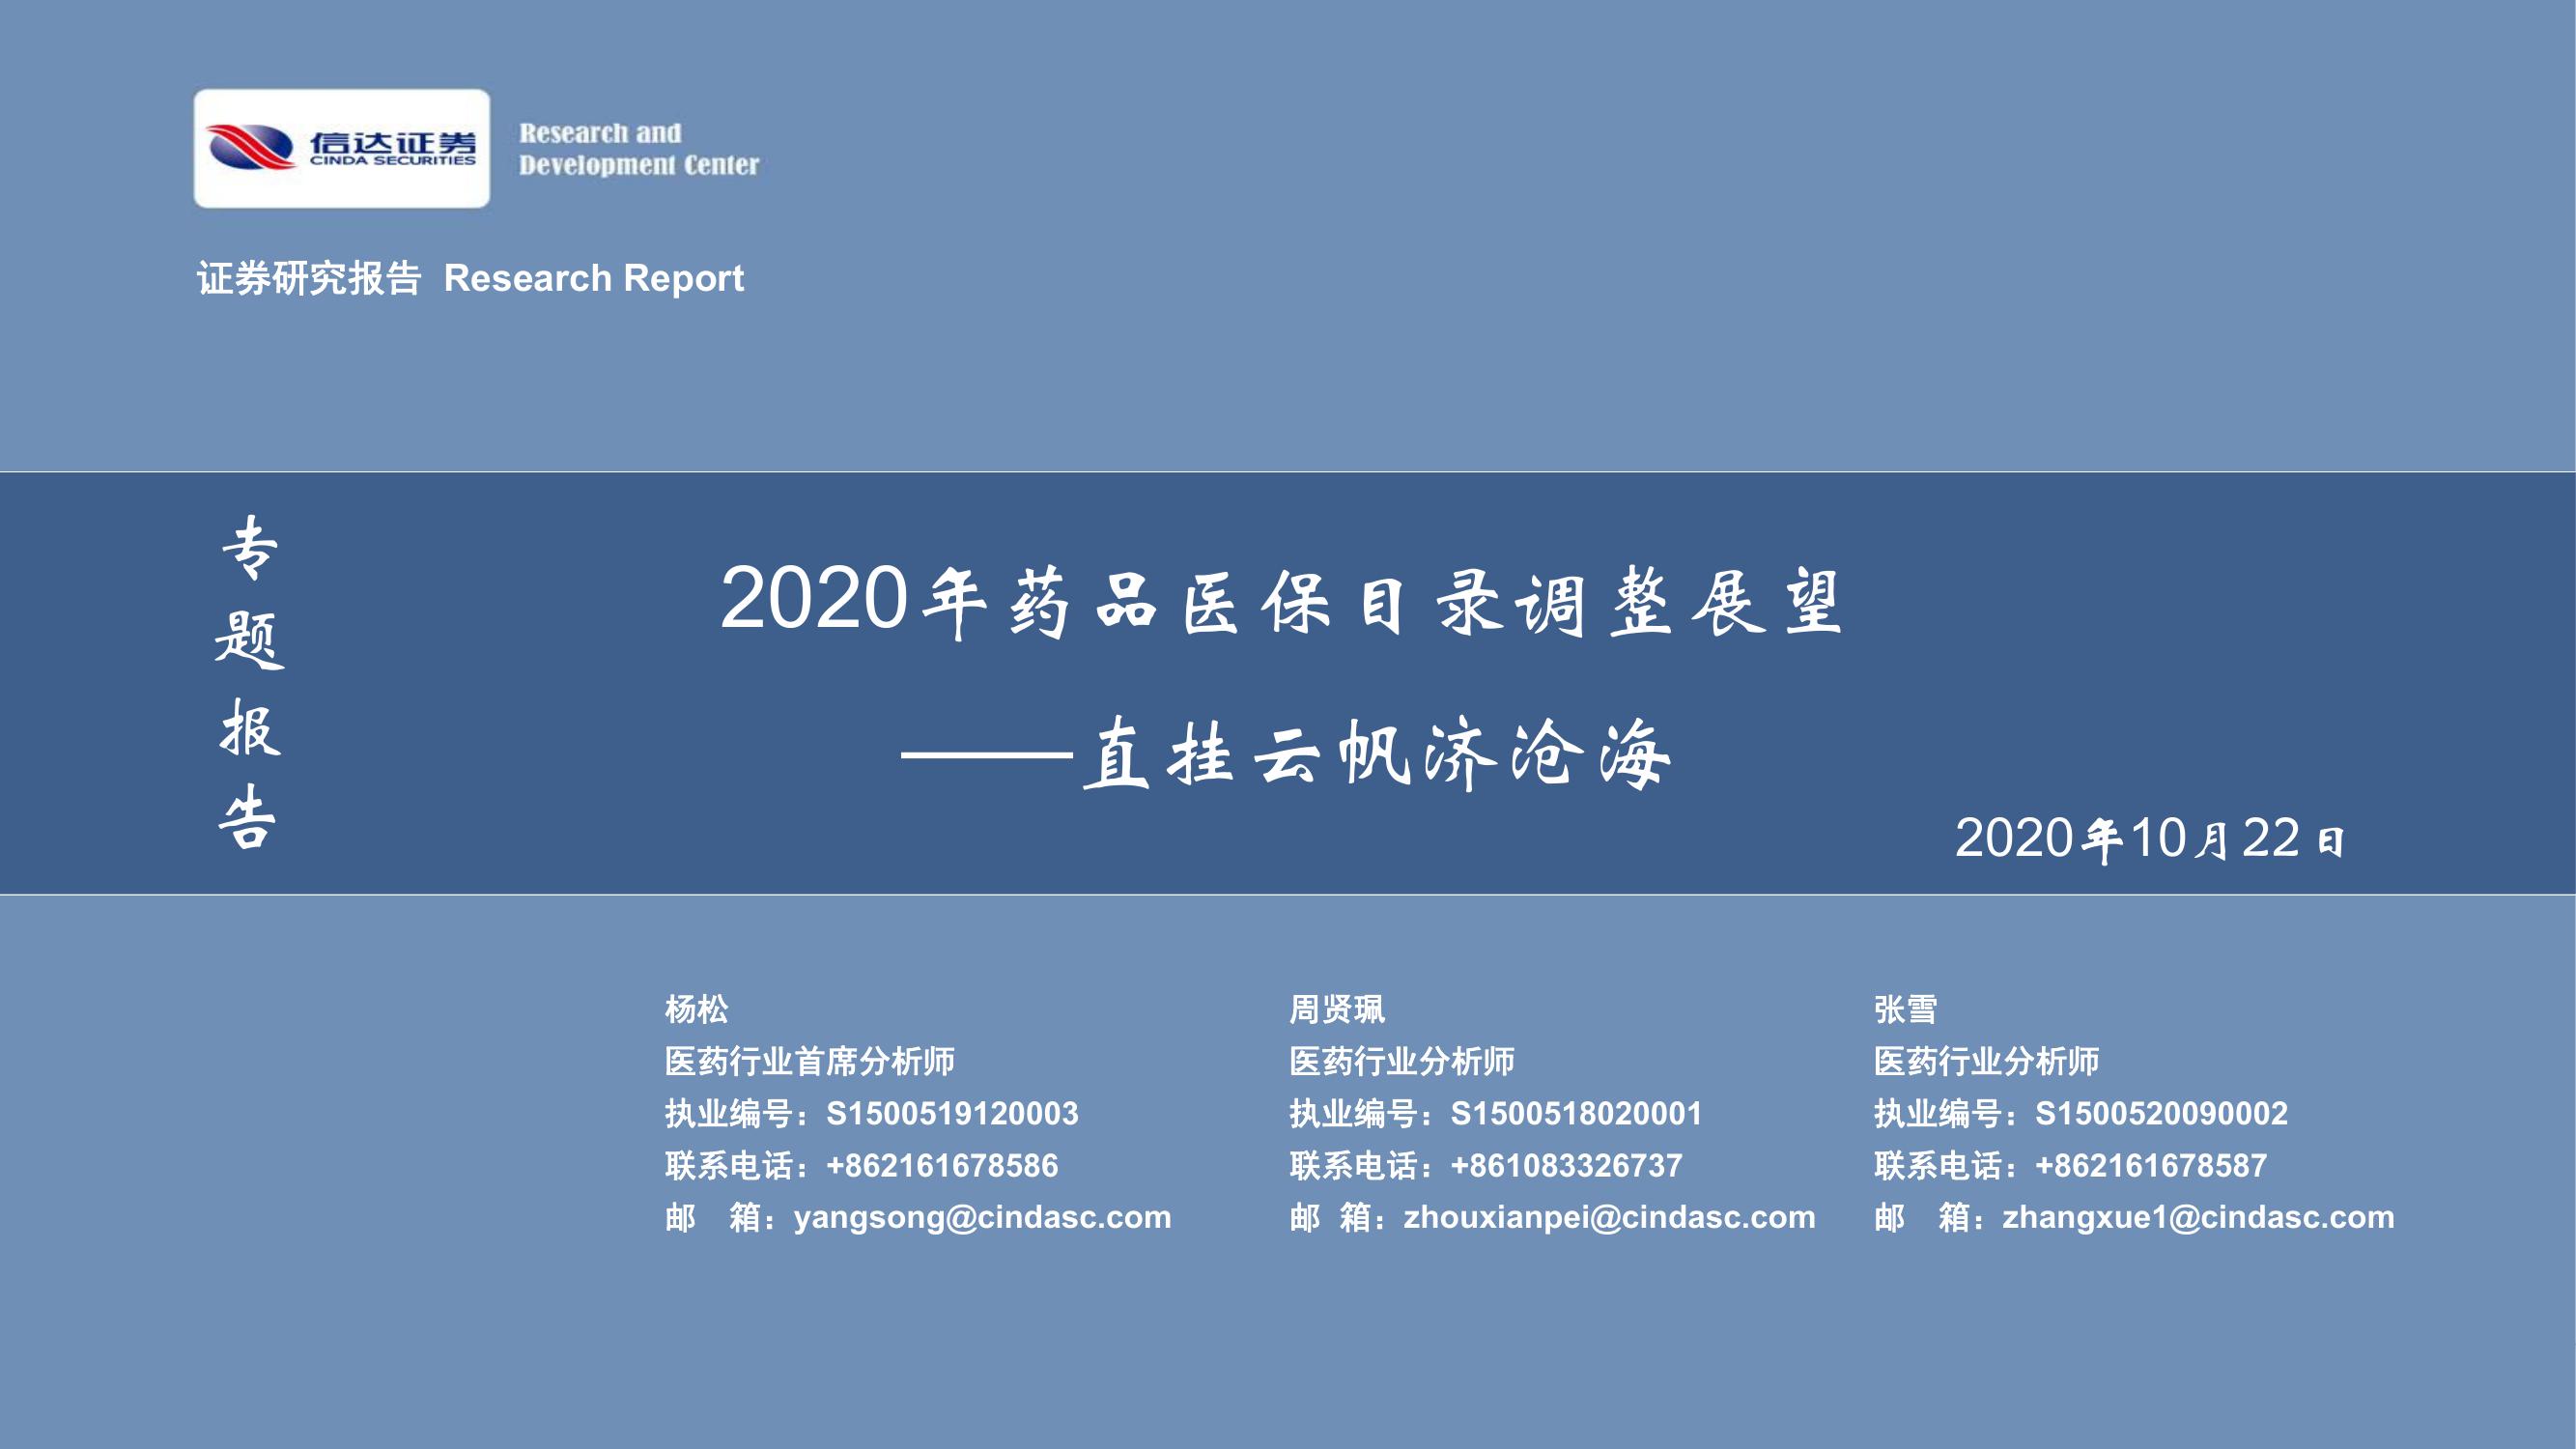 信达证券
CINDA SECURITIES
Research and
Development Center
证券研究报告 Research Report
专题报告
2020年药品医保目录调整展望
——直挂云帆济沧海
2020年10月22日
杨松
医药行业首席分析师
执业编号：S1500519120003
联系电话：+862161678586
邮 箱：yangsong@cindasc.com
周贤珮
医药行业分析师
执业编号：S1500518020001
联系电话：+861083326737
邮 箱：zhouxianpei@cindasc.com
张雪
医药行业分析师
执业编号：S1500520090002
联系电话：+862161678587
邮 箱：zhangxue1@cindasc.com